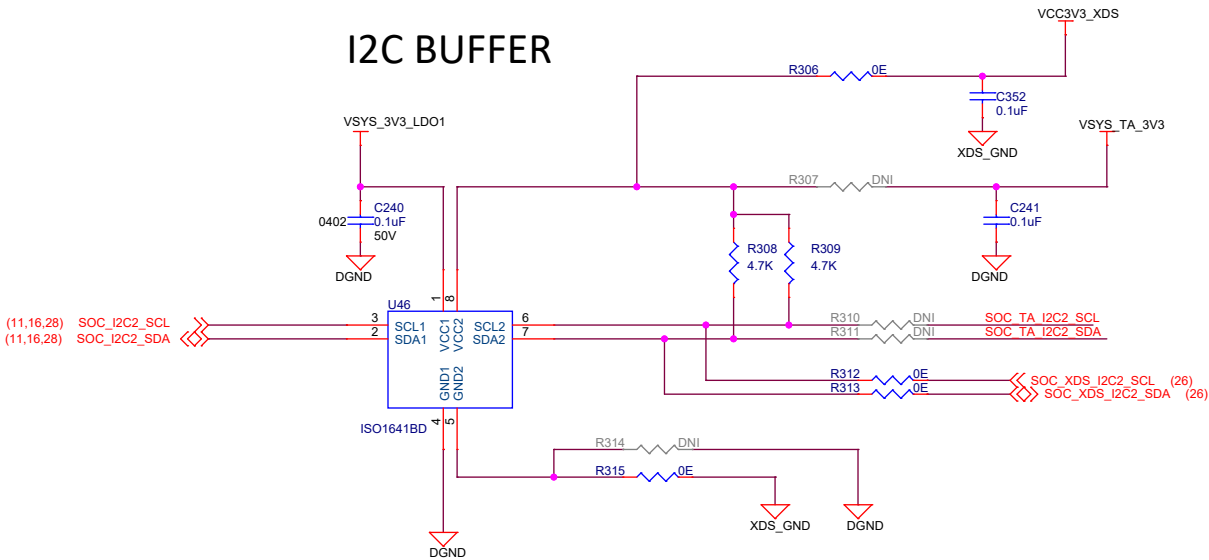 I2C BUFFER
VCC3V3_XDS
R306 0E
C352
0.1uF
XDS_GND
VSYS_3V3_LDO1
VSYS_TA_3V3
R307 DNI
C240
0402 0.1uF
50V
DGND
C241
0.1uF
DGND
R308 R309
4.7K 4.7K
1 8
U46
VCC1 VCC2
(11,16,28) SOC_I2C2_SCL 3 SCL1 SCL2 6 R310 DNI SOC_TA_I2C2_SCL
(11,16,28) SOC_I2C2_SDA 2 SDA1 SDA2 7 R311 DNI SOC_TA_I2C2_SDA
R312 0E SOC_XDS_I2C2_SCL (26)
R313 0E SOC_XDS_I2C2_SDA (26)
GND1 GND2
4 5
ISO1641BD
R314 DNI
R315 0E
XDS_GND DGND
DGND